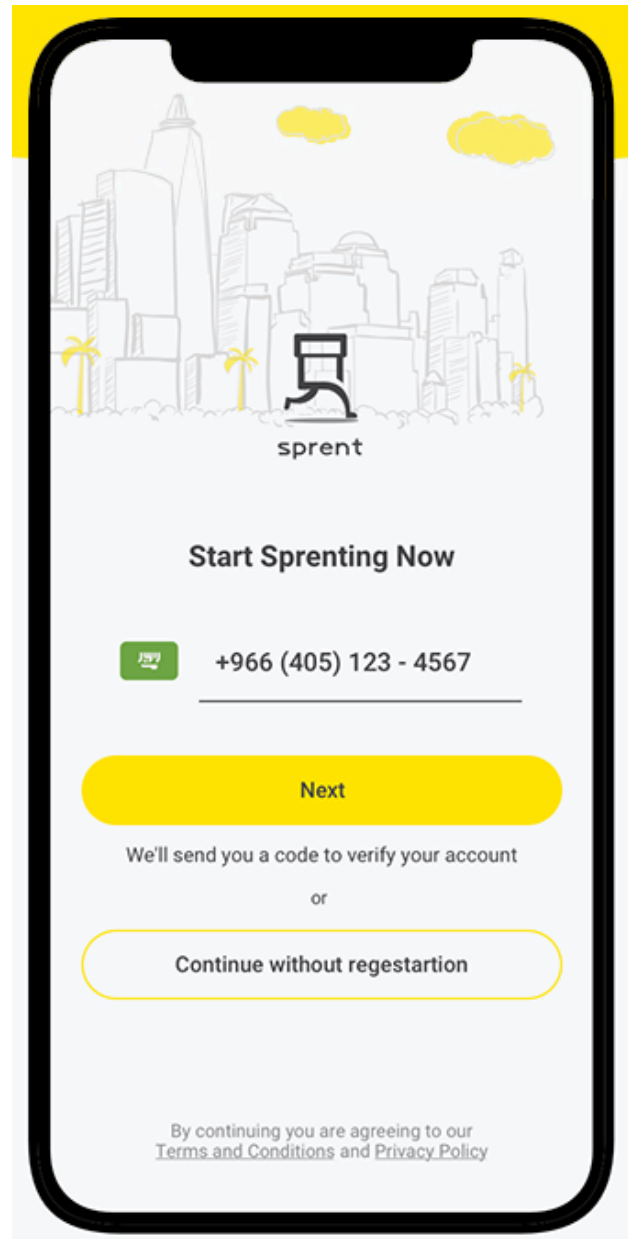 sprent
Start Sprenting Now
+966 (405) 123 - 4567
Next
We'll send you a code to verify your account
or
Continue without regestartion
By continuing you are agreeing to our
Terms and Conditions and Privacy Policy